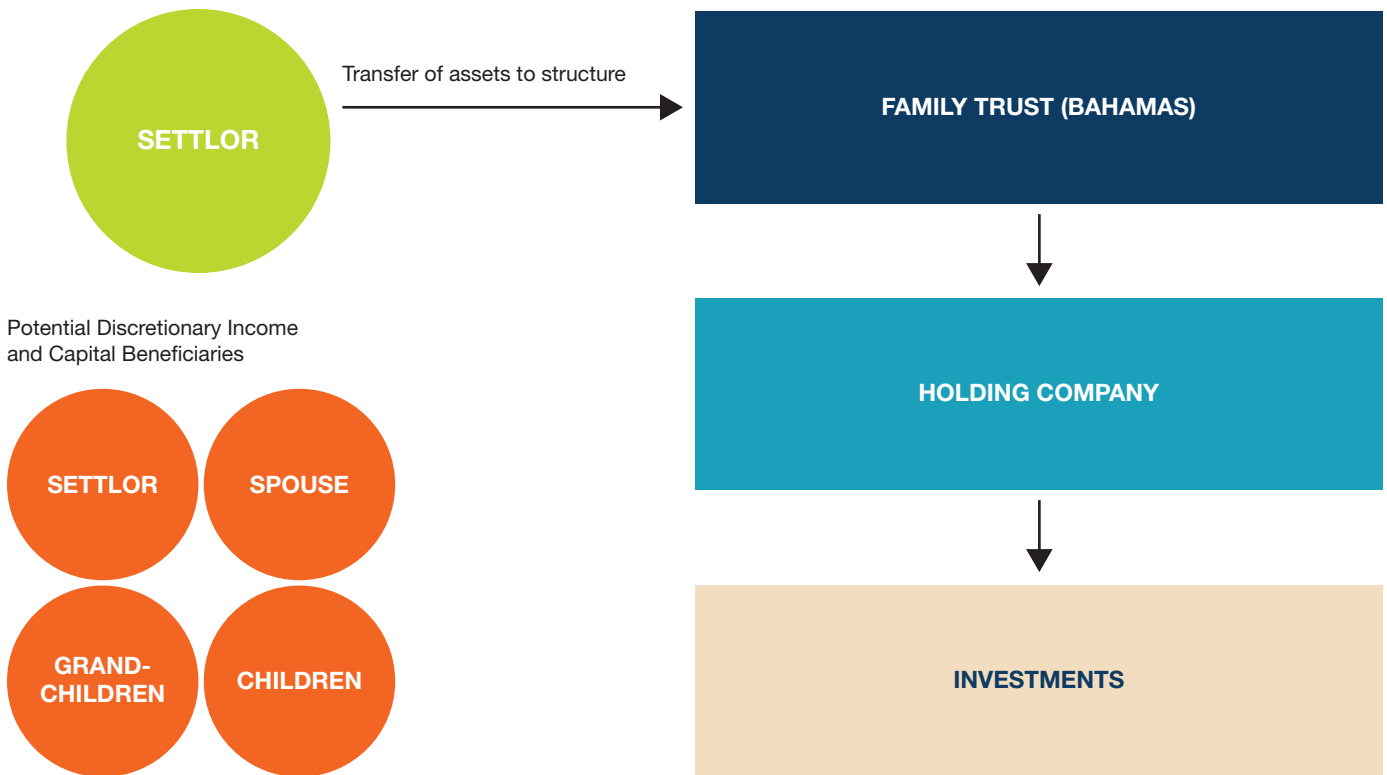 SETTLOR
Transfer of assets to structure
FAMILY TRUST (BAHAMAS)
Potential Discretionary Income
and Capital Beneficiaries
HOLDING COMPANY
SETTLOR
SPOUSE
GRAND-
CHILDREN
CHILDREN
INVESTMENTS